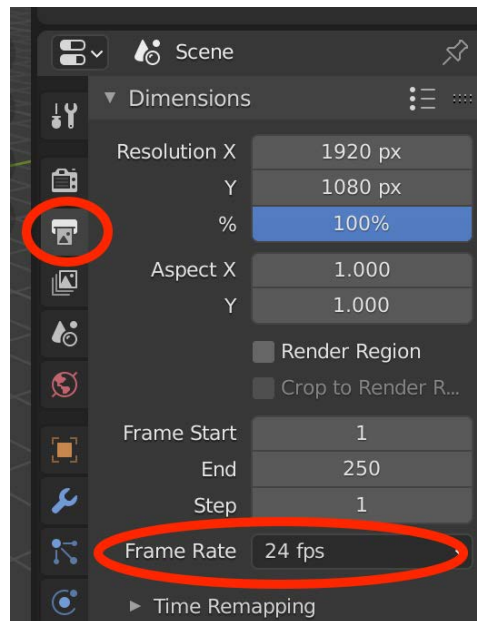 Scene
Dimensions
Resolution X 1920 px
Y 1080 px
% 100%
Aspect X 1.000
Y 1.000
Render Region
Crop to Render R...
Frame Start 1
End 250
Step 1
Frame Rate 24 fps
Time Remapping